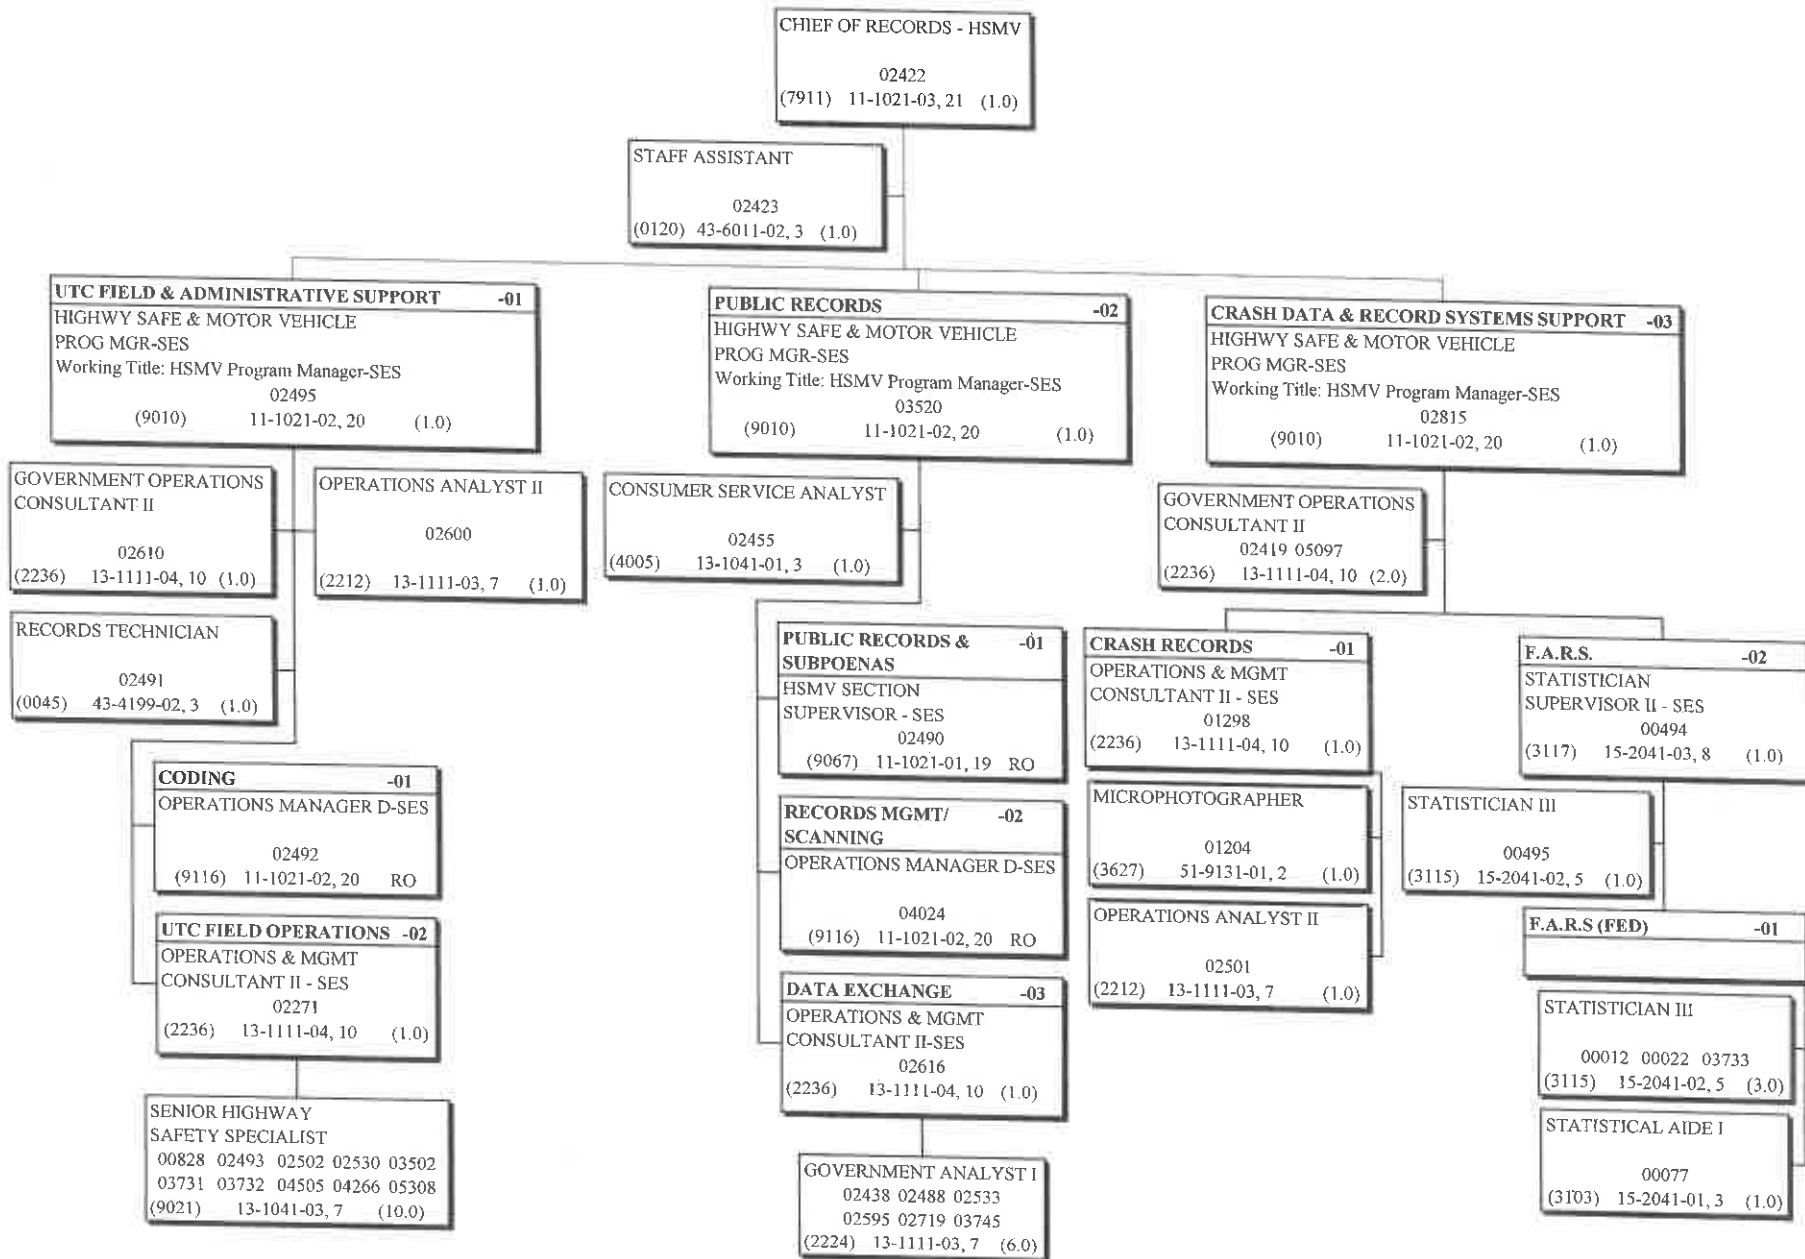 CHIEF OF RECORDS - HSMV
02422
(7911) 11-1021-03, 21 (1.0)
STAFF ASSISTANT
02423
(0120) 43-6011-02, 3 (1.0)
UTC FIELD & ADMINISTRATIVE SUPPORT -01
HIGHWY SAFE & MOTOR VEHICLE
PROG MGR-SES
Working Title: HSMV Program Manager-SES
02495
(9010) 11-1021-02, 20 (1.0)
GOVERNMENT OPERATIONS
CONSULTANT II
02610
(2236) 13-1111-04, 10 (1.0)
OPERATIONS ANALYST II
02600
(2212) 13-1111-03, 7 (1.0)
RECORDS TECHNICIAN
02491
(0045) 43-4199-02, 3 (1.0)
CODING -01
OPERATIONS MANAGER D-SES
02492
(9116) 11-1021-02, 20 RO
UTC FIELD OPERATIONS -02
OPERATIONS & MGMT
CONSULTANT II - SES
02271
(2236) 13-1111-04, 10 (1.0)
SENIOR HIGHWAY
SAFETY SPECIALIST
00828 02493 02502 02530 03502
03731 03732 04505 04266 05308
(9021) 13-1041-03, 7 (10.0)
PUBLIC RECORDS -02
HIGHWY SAFE & MOTOR VEHICLE
PROG MGR-SES
Working Title: HSMV Program Manager-SES
03520
(9010) 11-1021-02, 20 (1.0)
CONSUMER SERVICE ANALYST
02455
(4005) 13-1041-01, 3 (1.0)
PUBLIC RECORDS & -01
SUBPOENAS
HSMV SECTION
SUPERVISOR - SES
02490
(9067) 11-1021-01, 19 RO
RECORDS MGMT/ -02
SCANNING
OPERATIONS MANAGER D-SES
04024
(9116) 11-1021-02, 20 RO
DATA EXCHANGE -03
OPERATIONS & MGMT
CONSULTANT II-SES
02616
(2236) 13-1111-04, 10 (1.0)
GOVERNMENT ANALYST I
02438 02488 02533
02595 02719 03745
(2224) 13-1111-03, 7 (6.0)
CRASH DATA & RECORD SYSTEMS SUPPORT -03
HIGHWY SAFE & MOTOR VEHICLE
PROG MGR-SES
Working Title: HSMV Program Manager-SES
02815
(9010) 11-1021-02, 20 (1.0)
GOVERNMENT OPERATIONS
CONSULTANT II
02419 05097
(2236) 13-1111-04, 10 (2.0)
CRASH RECORDS -01
OPERATIONS & MGMT
CONSULTANT II - SES
01298
(2236) 13-1111-04, 10 (1.0)
MICROPHOTOGRAPHER
01204
(3627) 51-9131-01, 2 (1.0)
OPERATIONS ANALYST II
02501
(2212) 13-1111-03, 7 (1.0)
F.A.R.S. -02
STATISTICIAN
SUPERVISOR II - SES
00494
(3117) 15-2041-03, 8 (1.0)
STATISTICIAN III
00495
(3115) 15-2041-02, 5 (1.0)
F.A.R.S (FED) -01
STATISTICIAN III
00012 00022 03733
(3115) 15-2041-02, 5 (3.0)
STATISTICAL AIDE I
00077
(3103) 15-2041-01, 3 (1.0)